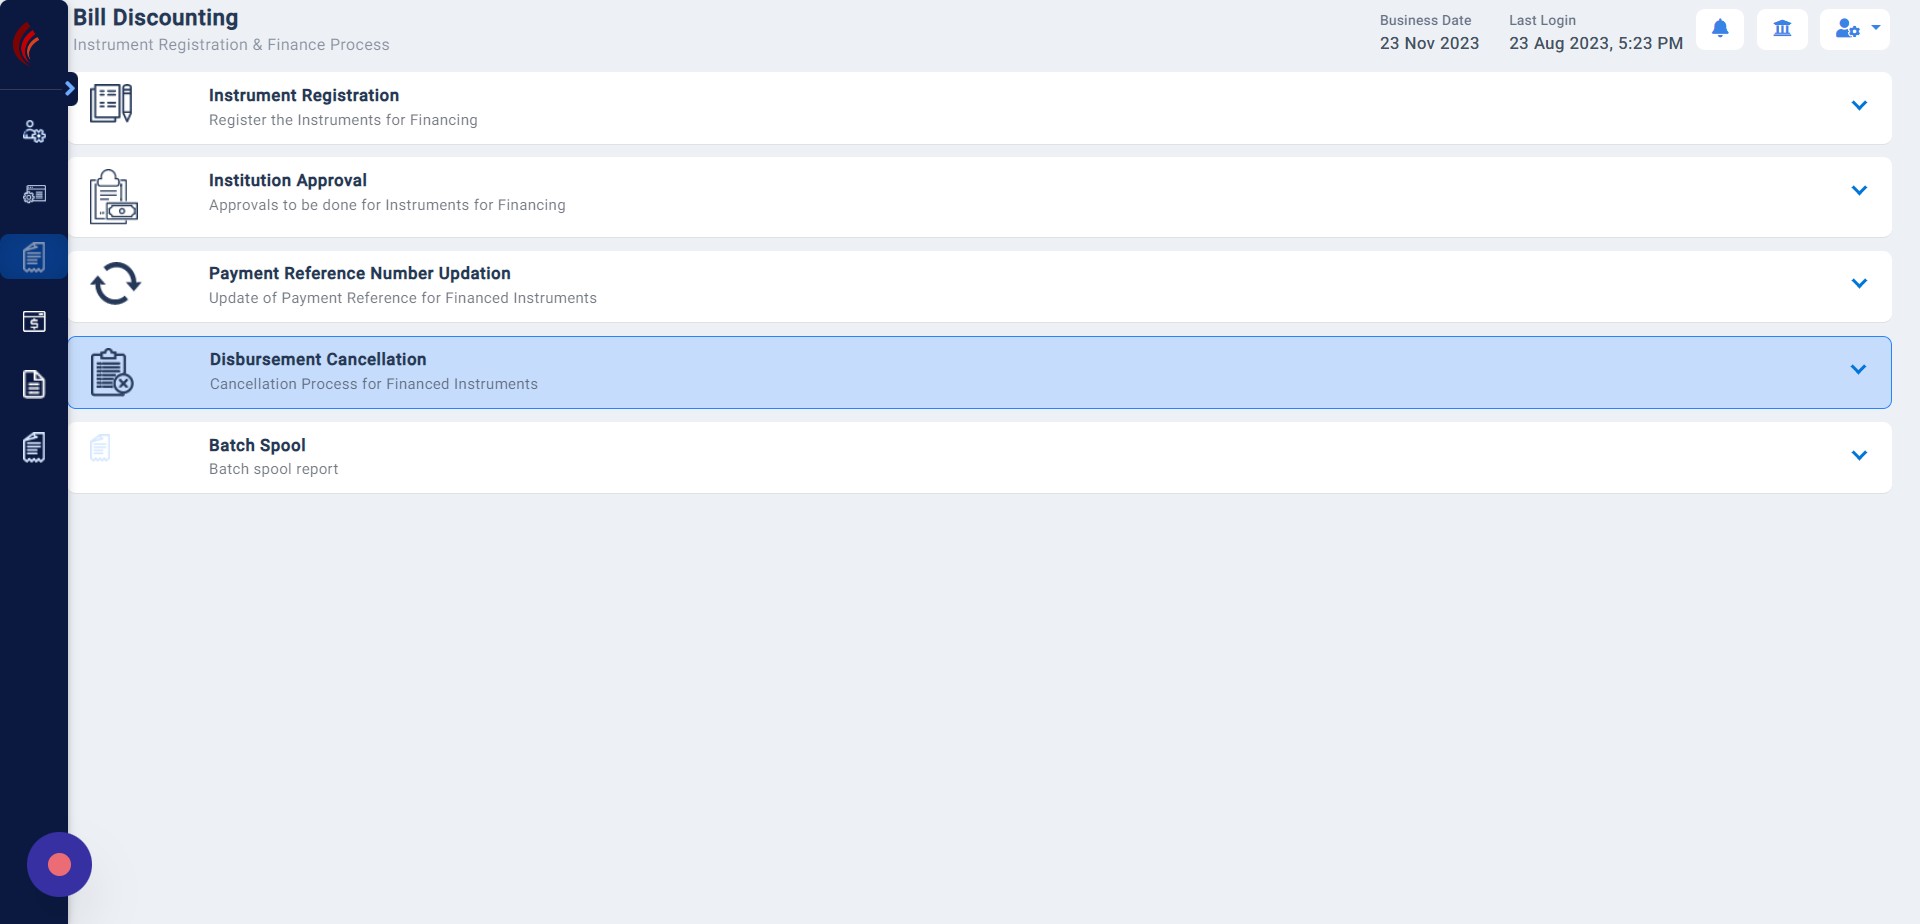 Bill Discounting
Instrument Registration & Finance Process
Business Date
23 Nov 2023
Last Login
23 Aug 2023, 5:23 PM
Instrument Registration
Register the Instruments for Financing
Institution Approval
Approvals to be done for Instruments for Financing
Payment Reference Number Updation
Update of Payment Reference for Financed Instruments
Disbursement Cancellation
Cancellation Process for Financed Instruments
Batch Spool
Batch spool report